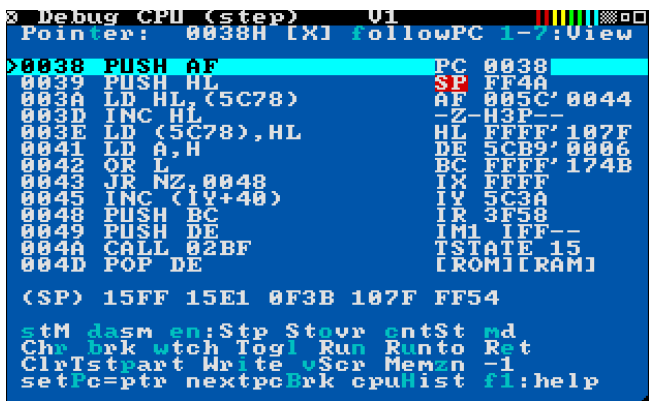 Debug CPU (step) V1
Pointer: 0038H [X] followPC 1-7:View
>0038 PUSH AF PC 0038
0039 PUSH HL SP FF4A
003A LD HL,(5C78) AF 005C'0044
003D INC HL -Z-H3P--
003E LD (5C78),HL HL FFFF'107F
0041 LD A,H DE 5CB9'0006
0042 OR L BC FFFF'174B
0043 JR NZ,0048 IX FFFF
0045 INC (IY+40) IY 5C3A
0048 PUSH BC IR 3F58
0049 PUSH DE IM1 IFF--
004A CALL 02BF TSTATE 15
004D POP DE [ROM][RAM]
(SP) 15FF 15E1 0F3B 107F FF54
stM dasm en:Stp Stovr cntSt md
Chr brk wtch Togl Run Runto Ret
ClrTstpart Write vScr Memzn -1
setPc=ptr nextpcBrk cpuHist f1:help